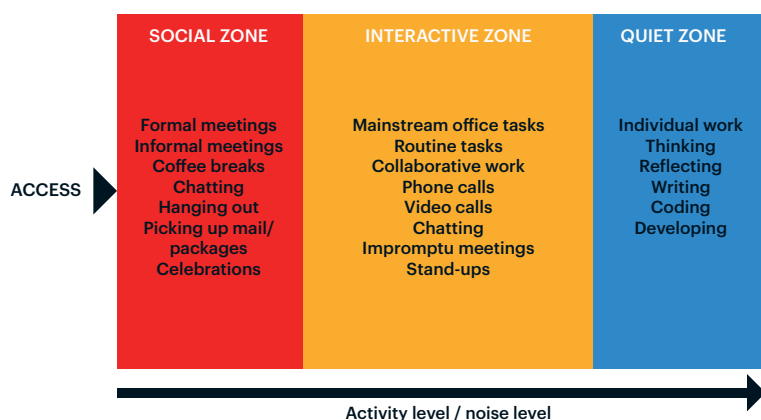 SOCIAL ZONE
Formal meetings
Informal meetings
Coffee breaks
Chatting
Hanging out
Picking up mail/
packages
Celebrations
INTERACTIVE ZONE
Mainstream office tasks
Routine tasks
Collaborative work
Phone calls
Video calls
Chatting
Impromptu meetings
Stand-ups
QUIET ZONE
Individual work
Thinking
Reflecting
Writing
Coding
Developing
ACCESS
Activity level / noise level